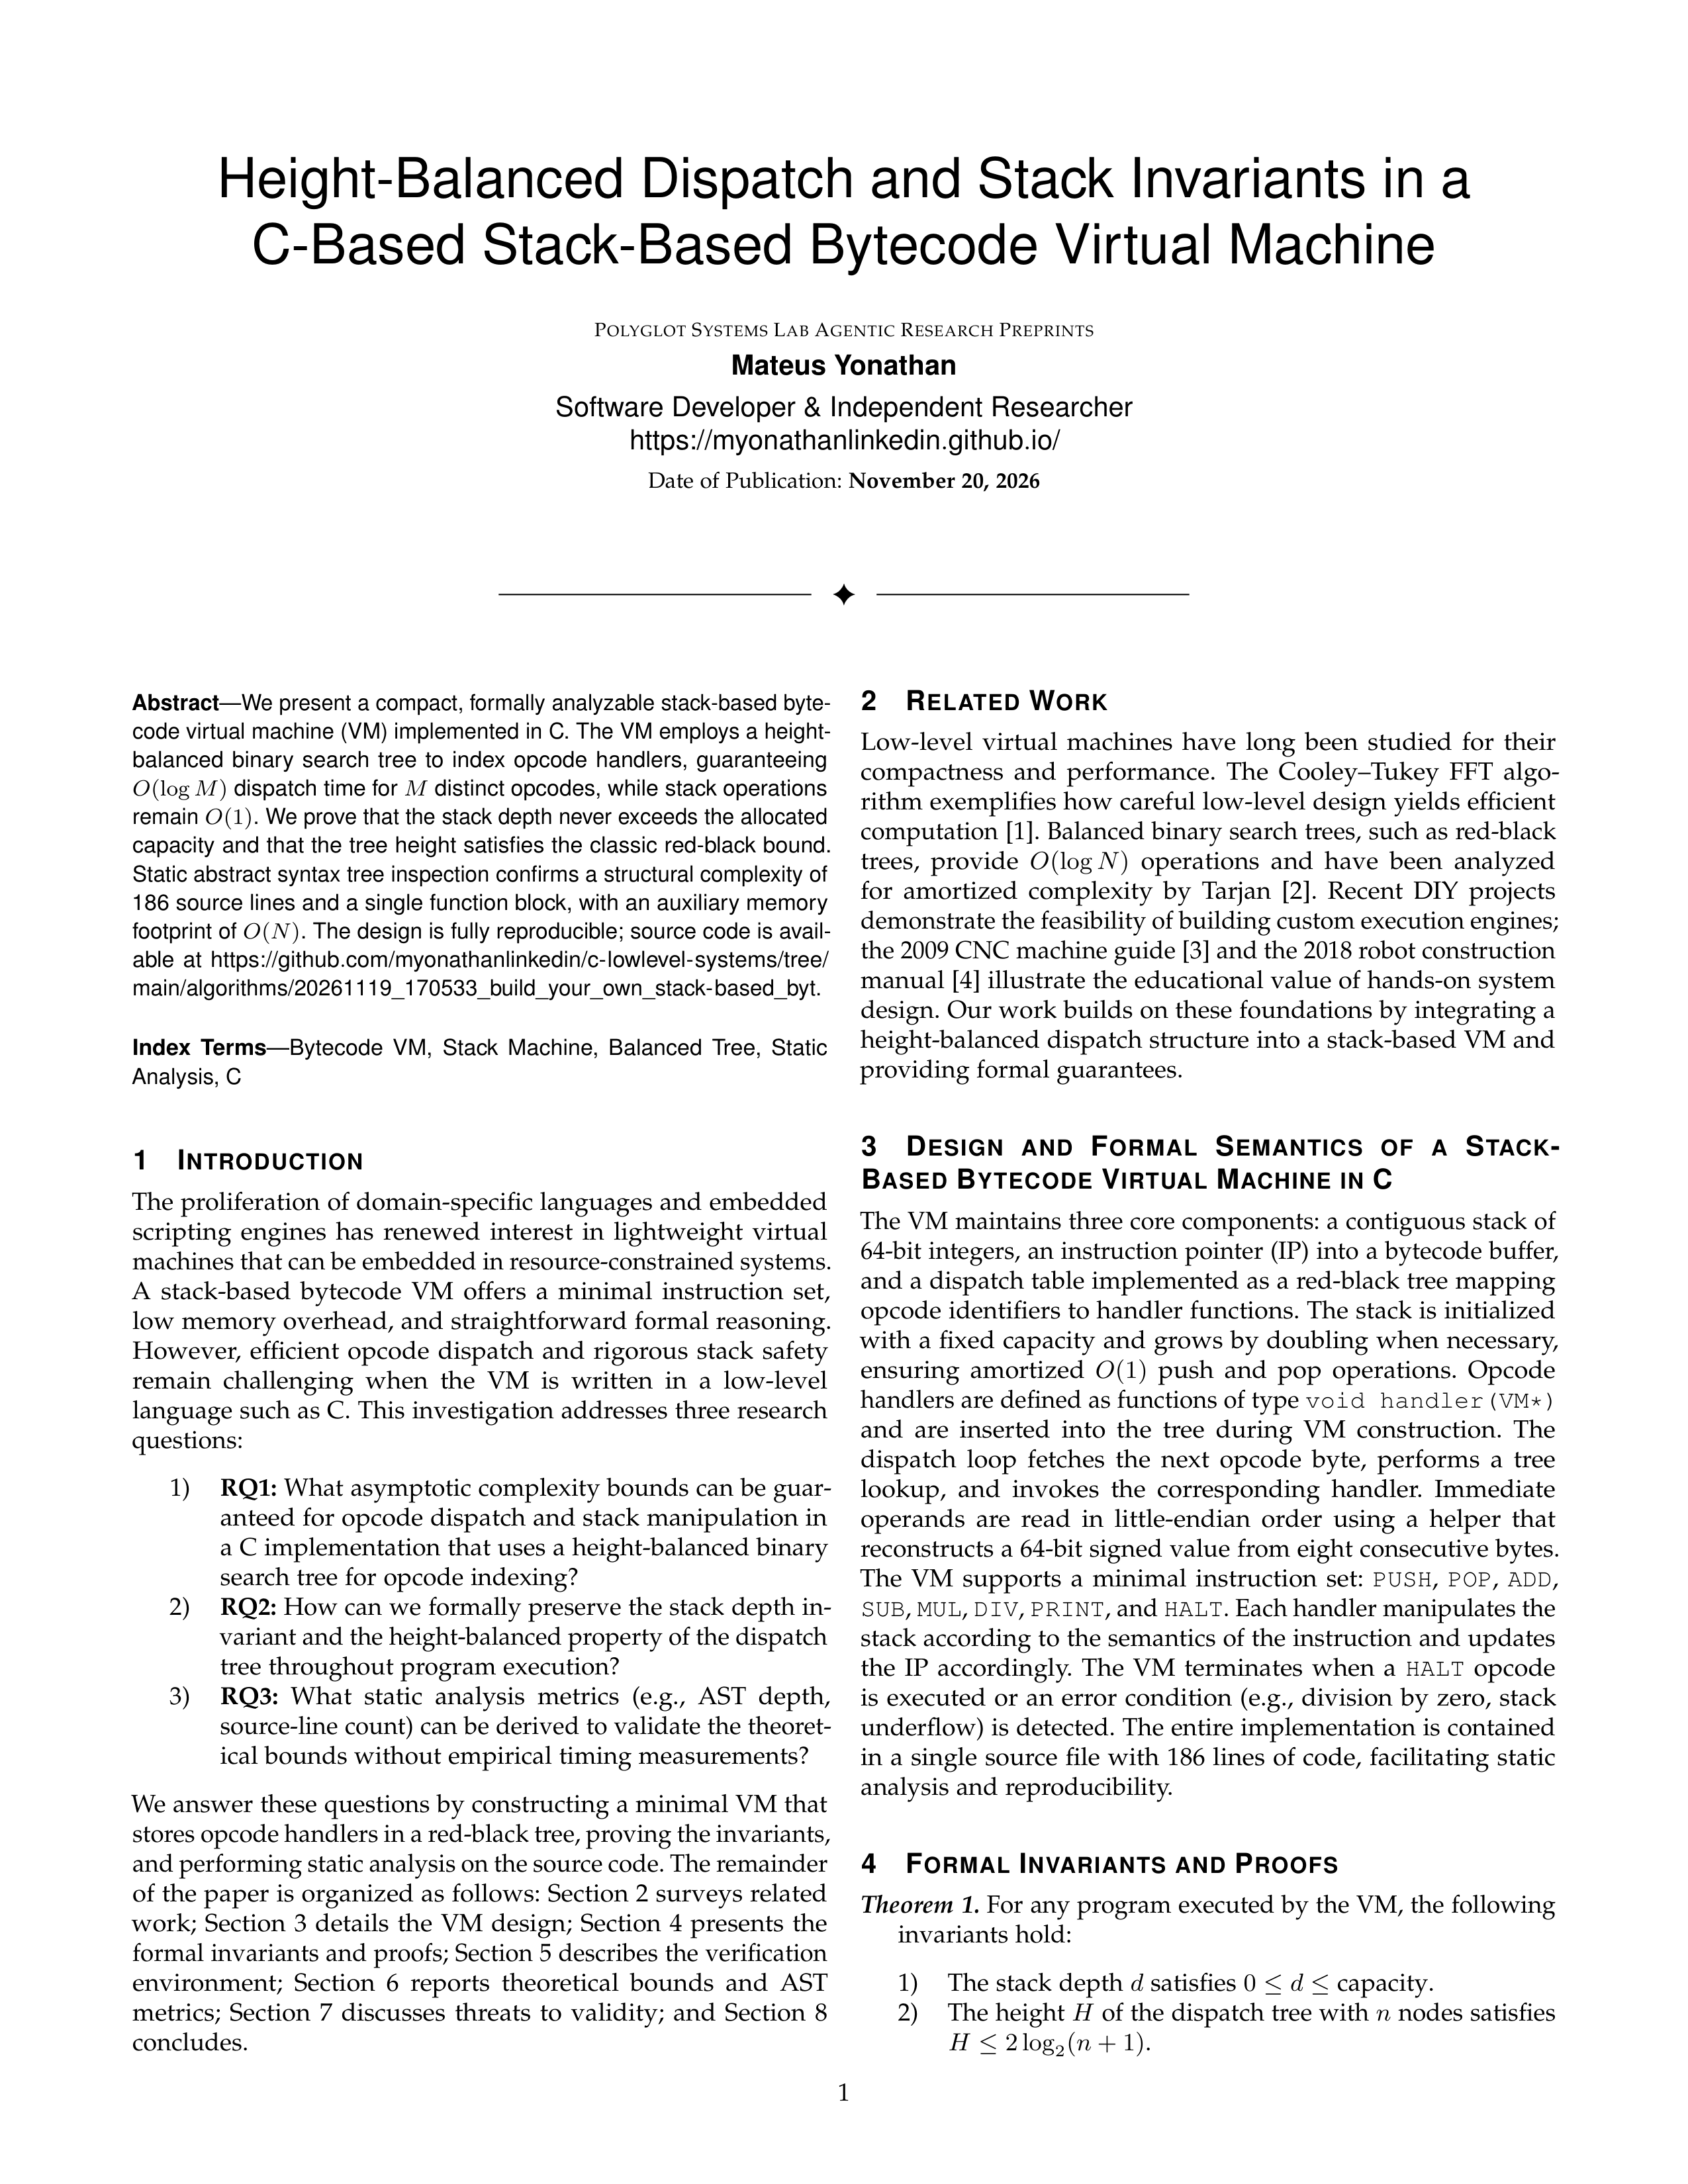 Height-Balanced Dispatch and Stack Invariants in a
C-Based Stack-Based Bytecode Virtual Machine
POLYGLOT SYSTEMS LAB AGENTIC RESEARCH PREPRINTS
Mateus Yonathan
Software Developer & Independent Researcher
https://myonathanlinkedin.github.io/
Date of Publication: November 20, 2026
Abstract—We present a compact, formally analyzable stack-based byte-
code virtual machine (VM) implemented in C. The VM employs a height-
balanced binary search tree to index opcode handlers, guaranteeing
O(log M) dispatch time for M distinct opcodes, while stack operations
remain O(1). We prove that the stack depth never exceeds the allocated
capacity and that the tree height satisfies the classic red-black bound.
Static abstract syntax tree inspection confirms a structural complexity of
186 source lines and a single function block, with an auxiliary memory
footprint of O(N). The design is fully reproducible; source code is avail-
able at https://github.com/myonathanlinkedin/c-lowlevel-systems/tree/
main/algorithms/20261119_170533_build_your_own_stack-based_byt.
Index Terms—Bytecode VM, Stack Machine, Balanced Tree, Static
Analysis, C
1 INTRODUCTION
The proliferation of domain-specific languages and embedded
scripting engines has renewed interest in lightweight virtual
machines that can be embedded in resource-constrained systems.
A stack-based bytecode VM offers a minimal instruction set,
low memory overhead, and straightforward formal reasoning.
However, efficient opcode dispatch and rigorous stack safety
remain challenging when the VM is written in a low-level
language such as C. This investigation addresses three research
questions:
1) RQ1: What asymptotic complexity bounds can be guar-
anteed for opcode dispatch and stack manipulation in
a C implementation that uses a height-balanced binary
search tree for opcode indexing?
2) RQ2: How can we formally preserve the stack depth in-
variant and the height-balanced property of the dispatch
tree throughout program execution?
3) RQ3: What static analysis metrics (e.g., AST depth,
source-line count) can be derived to validate the theoret-
ical bounds without empirical timing measurements?
We answer these questions by constructing a minimal VM that
stores opcode handlers in a red-black tree, proving the invariants,
and performing static analysis on the source code. The remainder
of the paper is organized as follows: Section 2 surveys related
work; Section 3 details the VM design; Section 4 presents the
formal invariants and proofs; Section 5 describes the verification
environment; Section 6 reports theoretical bounds and AST
metrics; Section 7 discusses threats to validity; and Section 8
concludes.
2 RELATED WORK
Low-level virtual machines have long been studied for their
compactness and performance. The Cooley–Tukey FFT algo-
rithm exemplifies how careful low-level design yields efficient
computation [1]. Balanced binary search trees, such as red-black
trees, provide O(log N) operations and have been analyzed
for amortized complexity by Tarjan [2]. Recent DIY projects
demonstrate the feasibility of building custom execution engines;
the 2009 CNC machine guide [3] and the 2018 robot construction
manual [4] illustrate the educational value of hands-on system
design. Our work builds on these foundations by integrating a
height-balanced dispatch structure into a stack-based VM and
providing formal guarantees.
3 DESIGN AND FORMAL SEMANTICS OF A STACK-
BASED BYTECODE VIRTUAL MACHINE IN C
The VM maintains three core components: a contiguous stack of
64-bit integers, an instruction pointer (IP) into a bytecode buffer,
and a dispatch table implemented as a red-black tree mapping
opcode identifiers to handler functions. The stack is initialized
with a fixed capacity and grows by doubling when necessary,
ensuring amortized O(1) push and pop operations. Opcode
handlers are defined as functions of type void handler(VM*)
and are inserted into the tree during VM construction. The
dispatch loop fetches the next opcode byte, performs a tree
lookup, and invokes the corresponding handler. Immediate
operands are read in little-endian order using a helper that
reconstructs a 64-bit signed value from eight consecutive bytes.
The VM supports a minimal instruction set: PUSH, POP, ADD,
SUB, MUL, DIV, PRINT, and HALT. Each handler manipulates the
stack according to the semantics of the instruction and updates
the IP accordingly. The VM terminates when a HALT opcode
is executed or an error condition (e.g., division by zero, stack
underflow) is detected. The entire implementation is contained
in a single source file with 186 lines of code, facilitating static
analysis and reproducibility.
4 FORMAL INVARIANTS AND PROOFS
Theorem 1. For any program executed by the VM, the following
invariants hold:
1) The stack depth d satisfies 0 ≤ d ≤ capacity.
2) The height H of the dispatch tree with n nodes satisfies
H ≤ 2 log₂(n + 1).
1